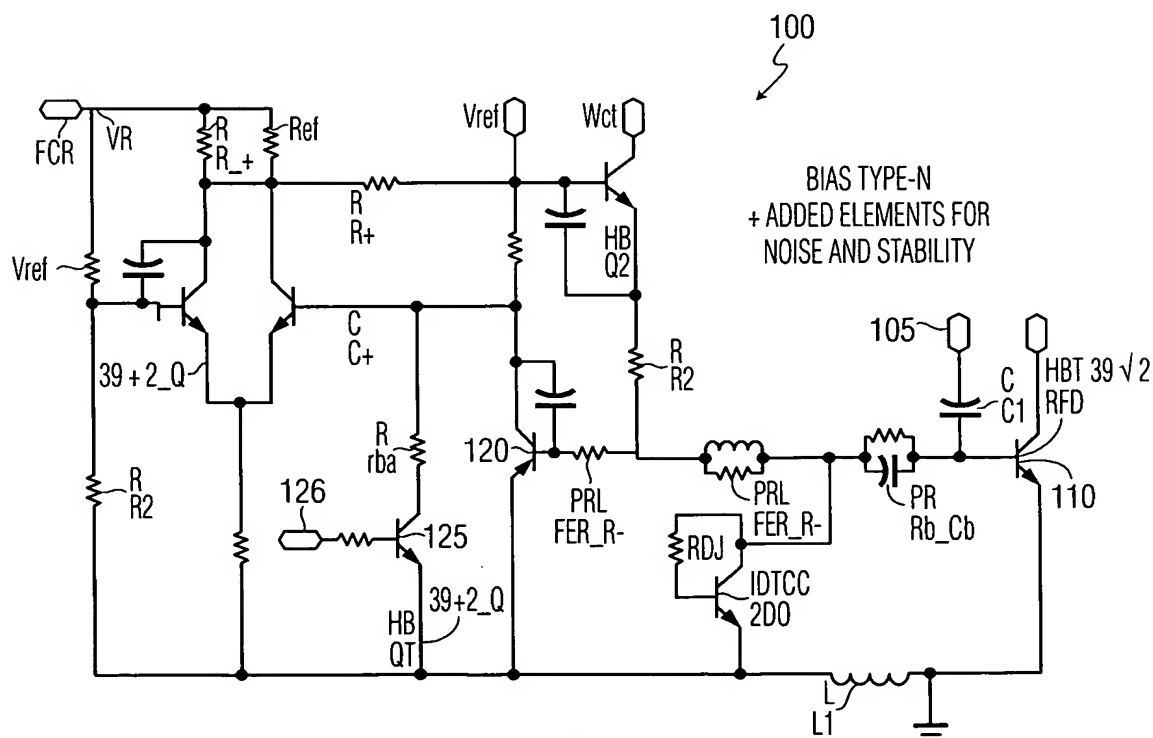 100
FCR
VR
R
R_+
Ref
Vref
Wct
BIAS TYPE-N
+ ADDED ELEMENTS FOR
NOISE AND STABILITY
R
R+
HB
Q2
Vref
39+2_Q
C
C+
R
R2
105
C
C1
HBT 39 √2
RFD
110
R
R2
R
rba
120
PRL
FER_R-
PRL
FER_R-
PR
Rb_Cb
126
125
RDJ
IDTCC
2D0
39+2_Q
HB
QT
L
L1